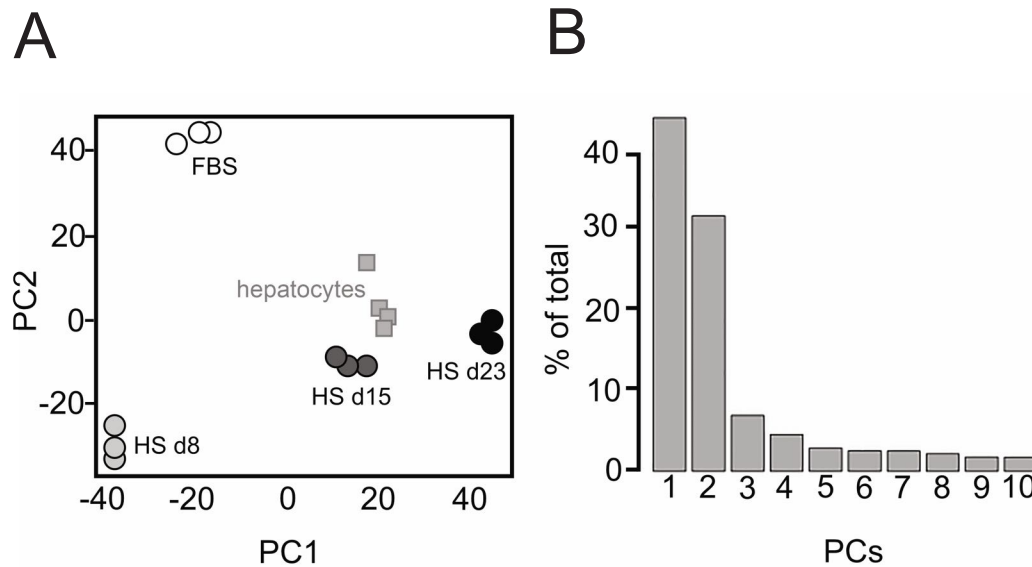 A
B
40
20
0
-20
PC2
FBS
hepatocytes
HS d15
HS d23
HS d8
-40
-20
0
20
40
PC1
40
30
20
10
0
% of total
1 2 3 4 5 6 7 8 9 10
PCs